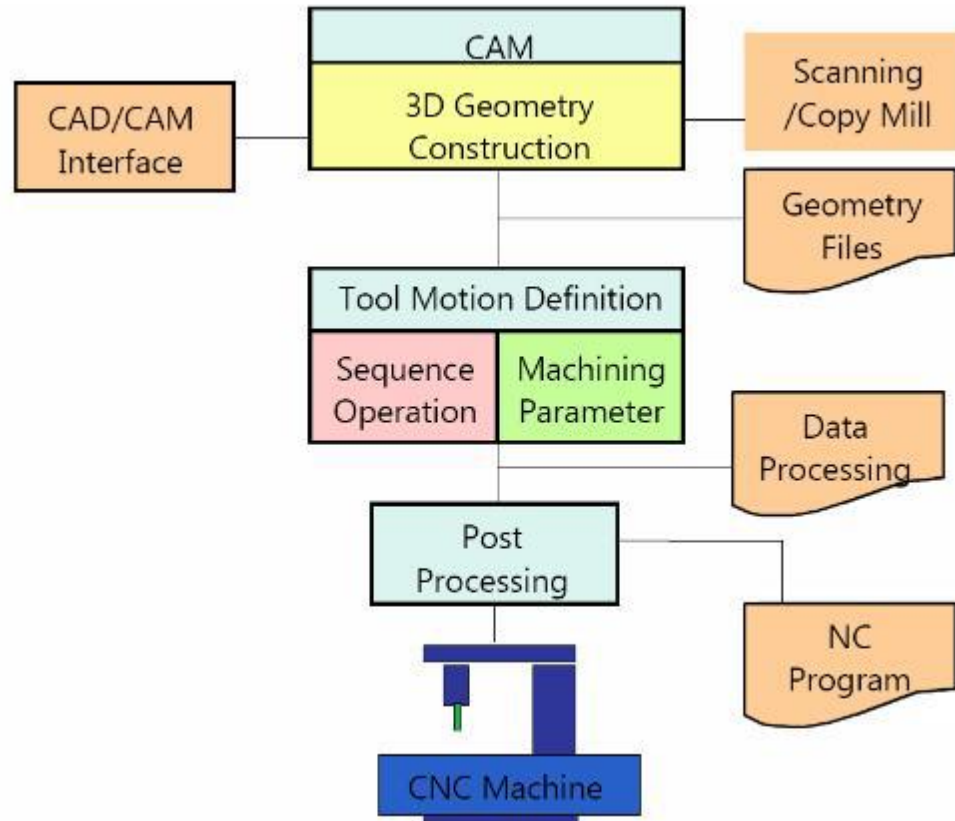 CAM
3D Geometry
Construction
CAD/CAM
Interface
Scanning
/Copy Mill
Geometry
Files
Tool Motion Definition
Sequence
Operation
Machining
Parameter
Data
Processing
Post
Processing
NC
Program
CNC Machine